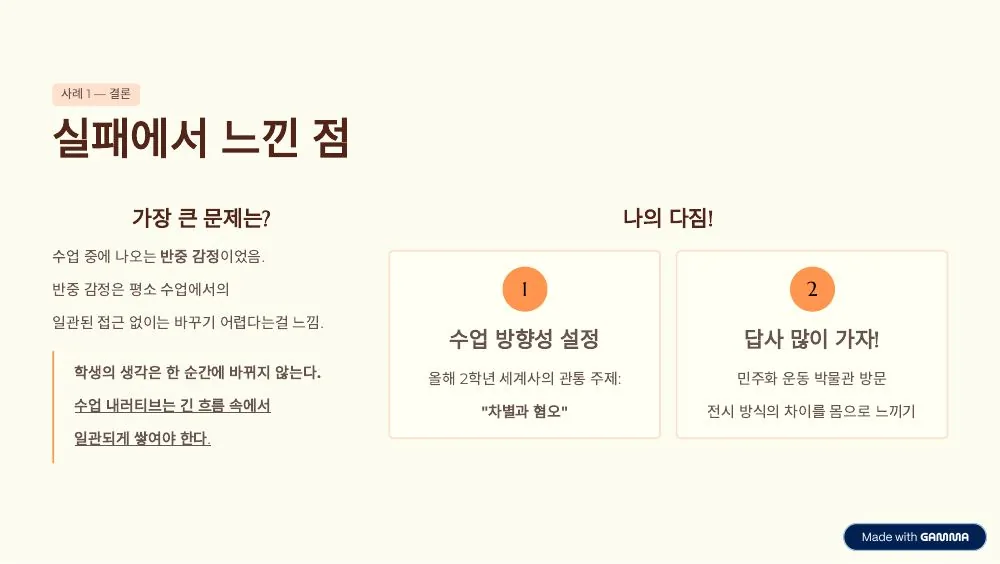 사례 1 — 결론
실패에서 느낀 점
가장 큰 문제는?
수업 중에 나오는 반중 감정이었음.
반중 감정은 평소 수업에서의
일관된 접근 없이는 바꾸기 어렵다는걸 느낌.
학생의 생각은 한 순간에 바뀌지 않는다.
수업 내러티브는 긴 흐름 속에서
일관되게 쌓여야 한다.
나의 다짐!
1
수업 방향성 설정
올해 2학년 세계사의 관통 주제:
"차별과 혐오"
2
답사 많이 가자!
민주화 운동 박물관 방문
전시 방식의 차이를 몸으로 느끼기
Made with GAMMA